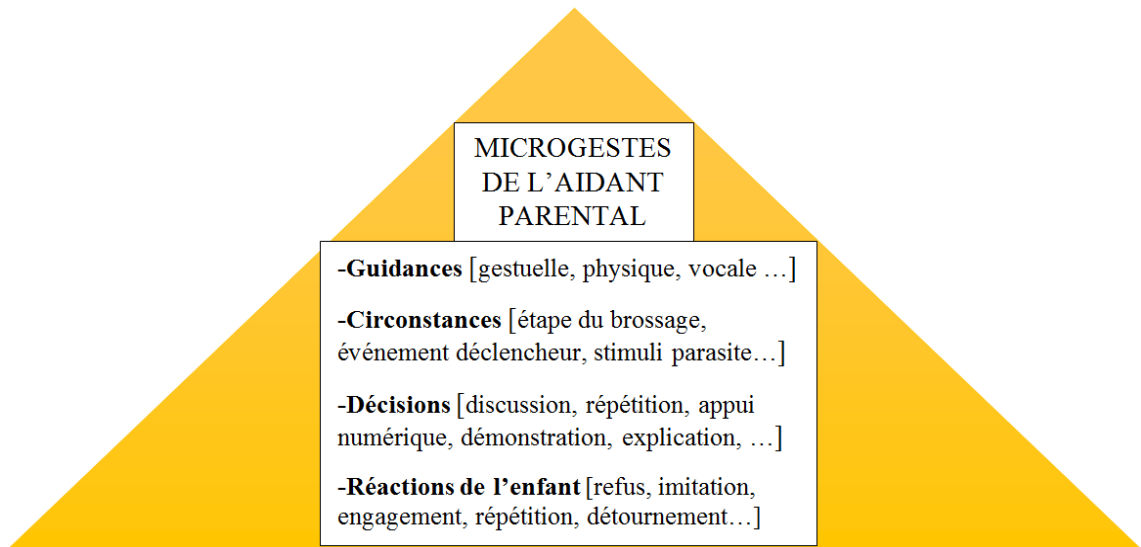 MICROGESTES
DE L’AIDANT
PARENTAL
-Guidances [gestuelle, physique, vocale …]
-Circonstances [étape du brossage,
événement déclencheur, stimuli parasite…]
-Décisions [discussion, répétition, appui
numérique, démonstration, explication, …]
-Réactions de l’enfant [refus, imitation,
engagement, répétition, détournement…]